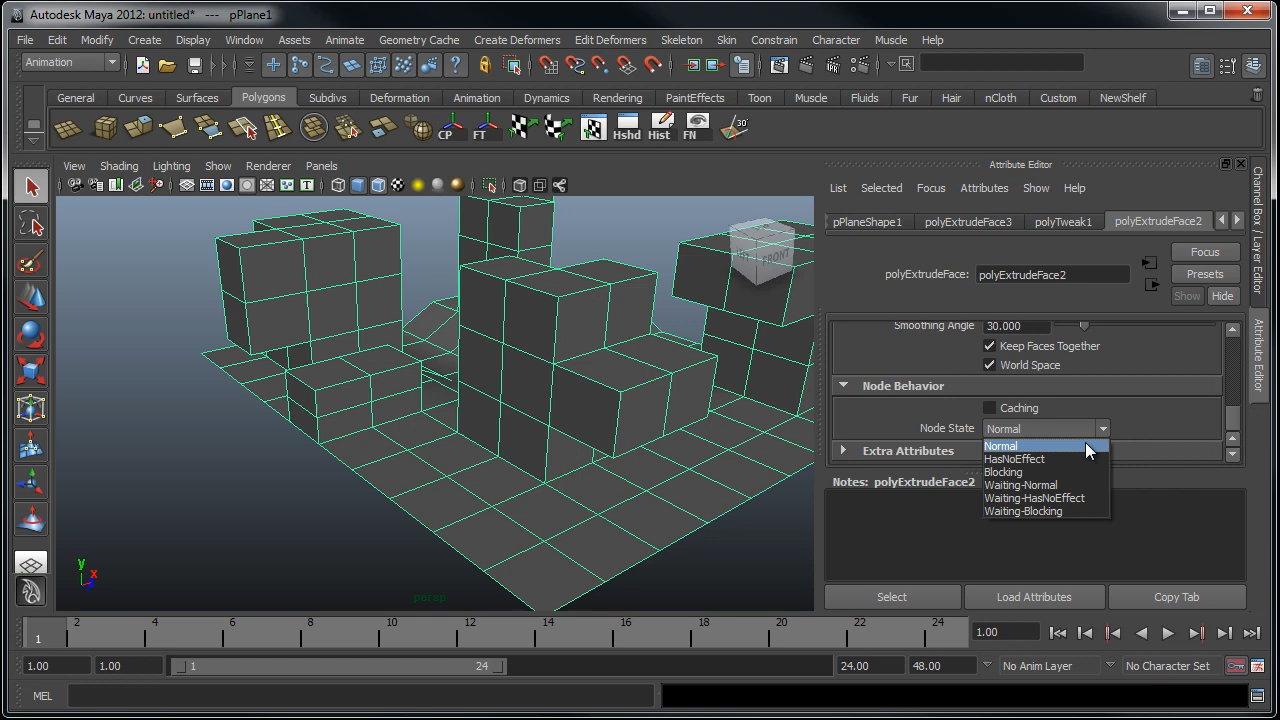 Autodesk Maya 2012: untitled* --- pPlane1
File Edit Modify Create Display Window Assets Animate Geometry Cache Create Deformers Edit Deformers Skeleton Skin Constrain Character Muscle Help
Animation
General Curves Surfaces Polygons Subdivs Deformation Animation Dynamics Rendering PaintEffects Toon Muscle Fluids Fur Hair nCloth Custom NewShelf
CP FT Hshd Hist FN 30
View Shading Lighting Show Renderer Panels
Attribute Editor
List Selected Focus Attributes Show Help
pPlaneShape1 polyExtrudeFace3 polyTweak1 polyExtrudeFace2
Focus
polyExtrudeFace: polyExtrudeFace2
Presets
Show Hide
Smoothing Angle 30.000
Keep Faces Together
World Space
Node Behavior
Caching
Node State Normal
Normal
Extra Attributes
HasNoEffect
Blocking
Waiting-Normal
Waiting-HasNoEffect
Waiting-Blocking
Notes: polyExtrudeFace2
Select Load Attributes Copy Tab
Channel Box / Layer Editor
Attribute Editor
FRONT
y
x
persp
1 2 4 6 8 10 12 14 16 18 20 22 24 1.00
1.00 1.00 1 24 24.00 48.00 No Anim Layer No Character Set
MEL